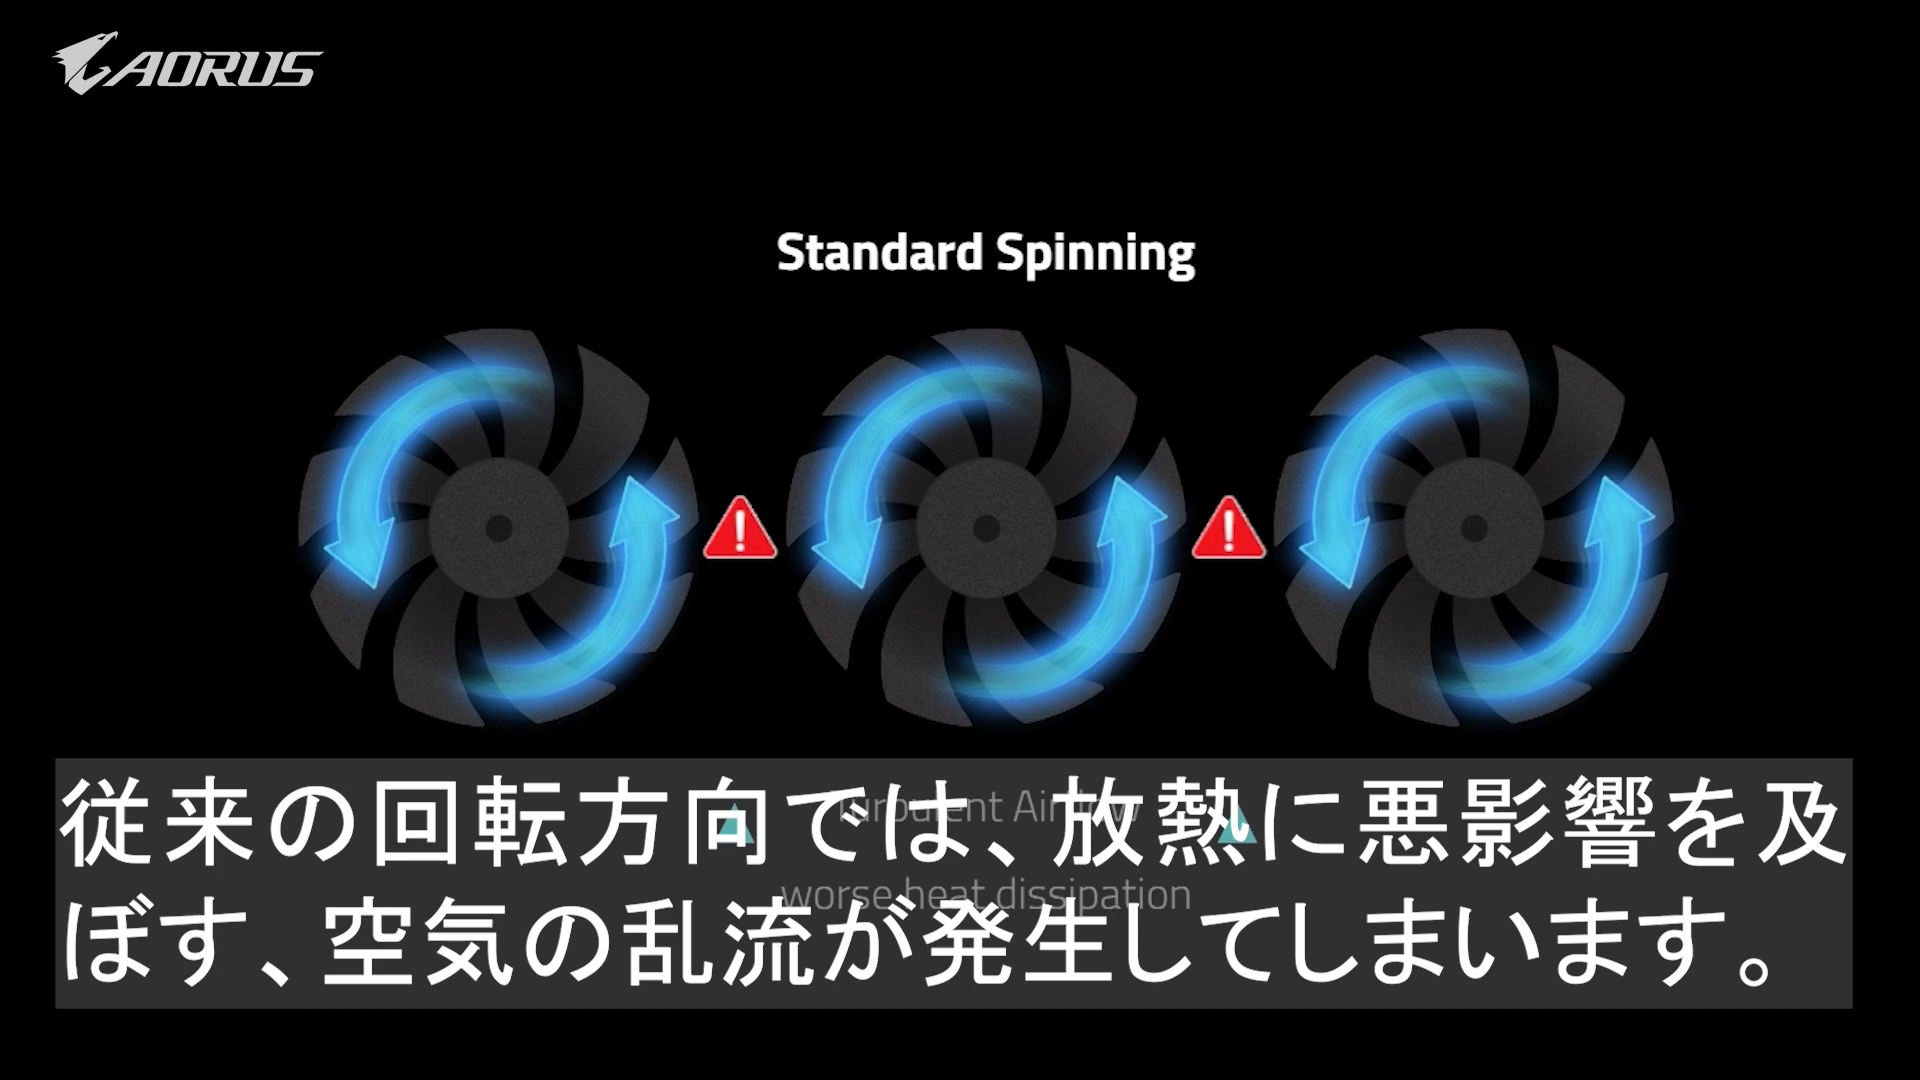 AORUS
Standard Spinning
Turbulent Airflow
worse heat dissipation
従来の回転方向では、放熱に悪影響を及
ぼす、空気の乱流が発生してしまいます。